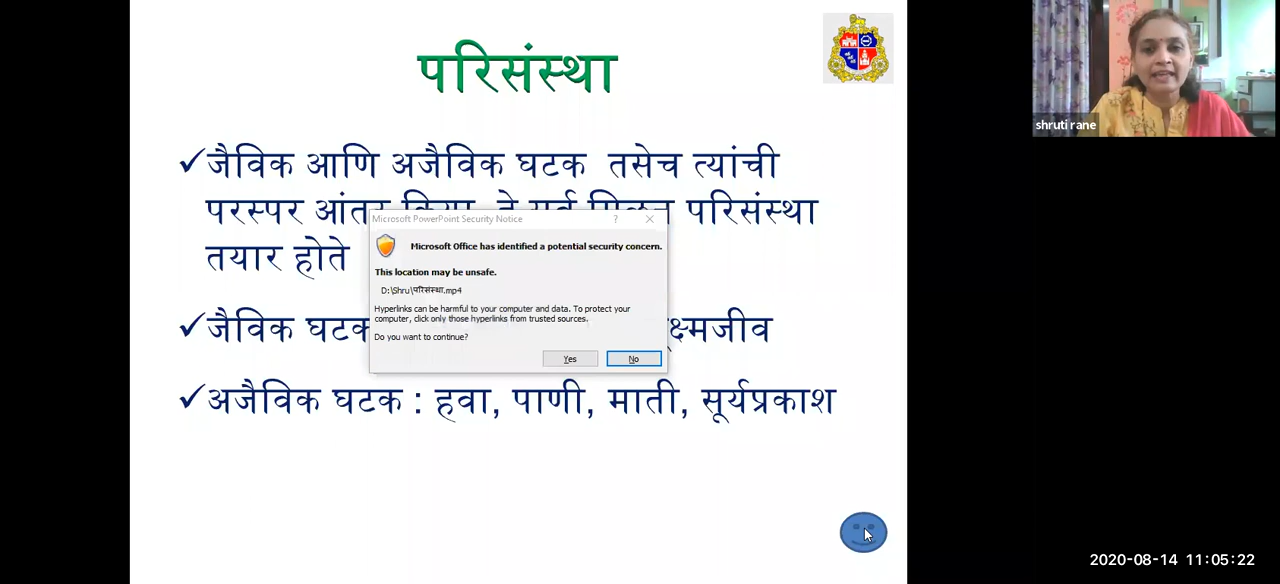 परिसंस्था
shruti rane
✓जैविक आणि अजैविक घटक तसेच त्यांची
परस्पर आंतर परिसंस्था
तयार होते
Microsoft PowerPoint Security Notice
Microsoft Office has identified a potential security concern.
This location may be unsafe.
D:\Shru\परिसंस्था.mp4
Hyperlinks can be harmful to your computer and data. To protect your
computer, click only those hyperlinks from trusted sources.
Do you want to continue?
Yes No
✓जैविक घटक
✓अजैविक घटक : हवा, पाणी, माती, सूर्यप्रकाश
2020-08-14 11:05:22